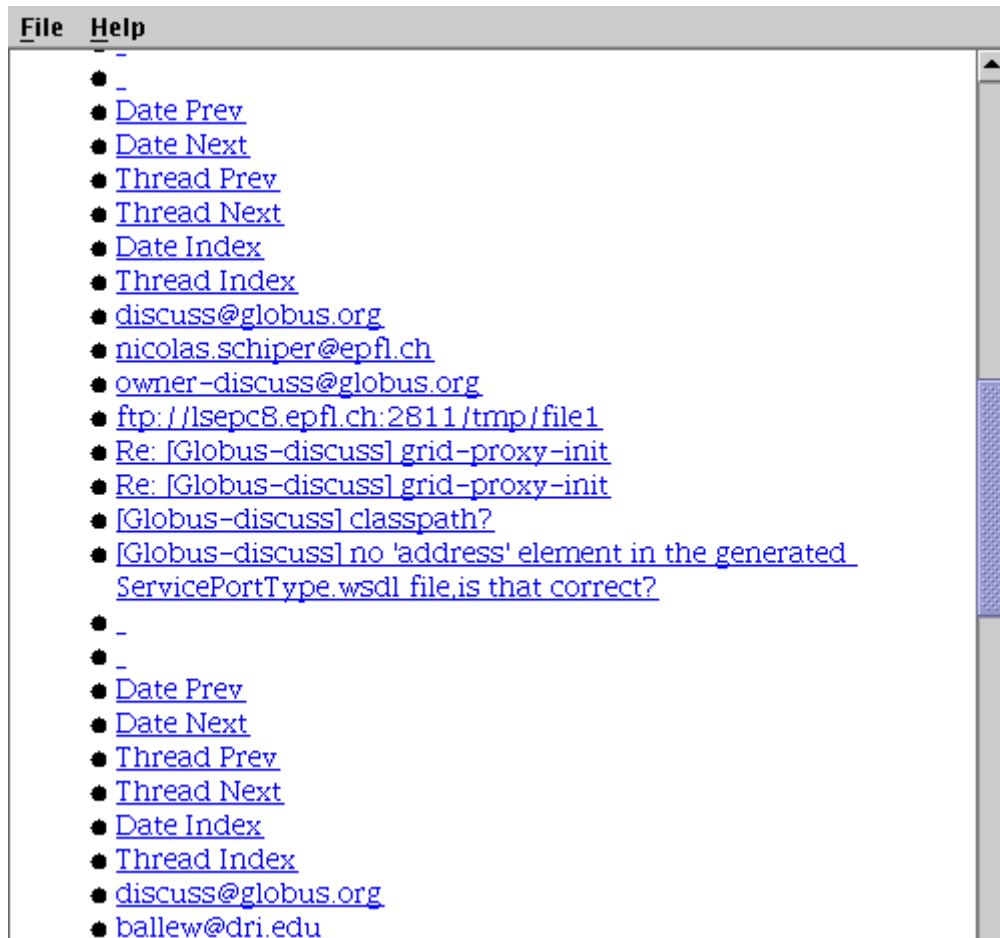 File Help
_
_
Date Prev
Date Next
Thread Prev
Thread Next
Date Index
Thread Index
discuss@globus.org
nicolas.schiper@epfl.ch
owner-discuss@globus.org
ftp://lsepc8.epfl.ch:2811/tmp/file1
Re: [Globus-discuss] grid-proxy-init
Re: [Globus-discuss] grid-proxy-init
[Globus-discuss] classpath?
[Globus-discuss] no 'address' element in the generated
ServicePortType.wsdl file,is that correct?
_
_
Date Prev
Date Next
Thread Prev
Thread Next
Date Index
Thread Index
discuss@globus.org
ballew@dri.edu